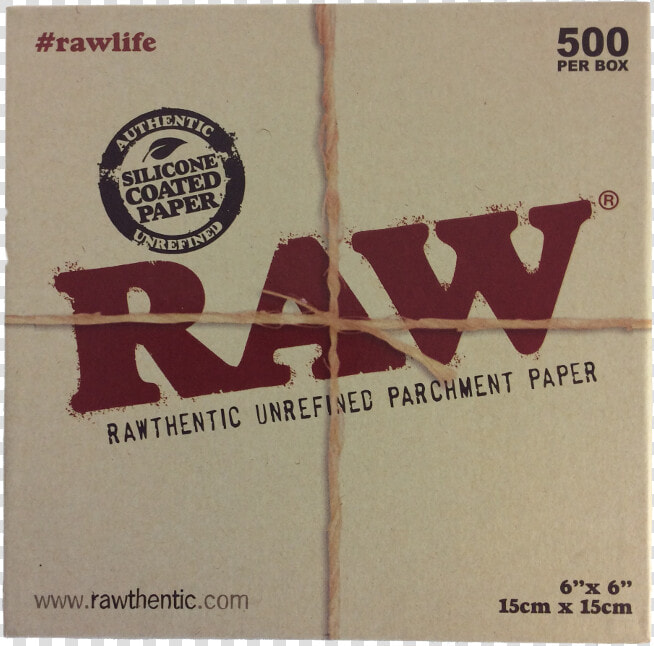 #rawlife
500
PER BOX
AUTHENTIC
SILICONE
COATED
PAPER
UNREFINED
RAW®
RAWTHENTIC UNREFINED PARCHMENT PAPER
www.rawthentic.com
6”x 6”
15cm x 15cm